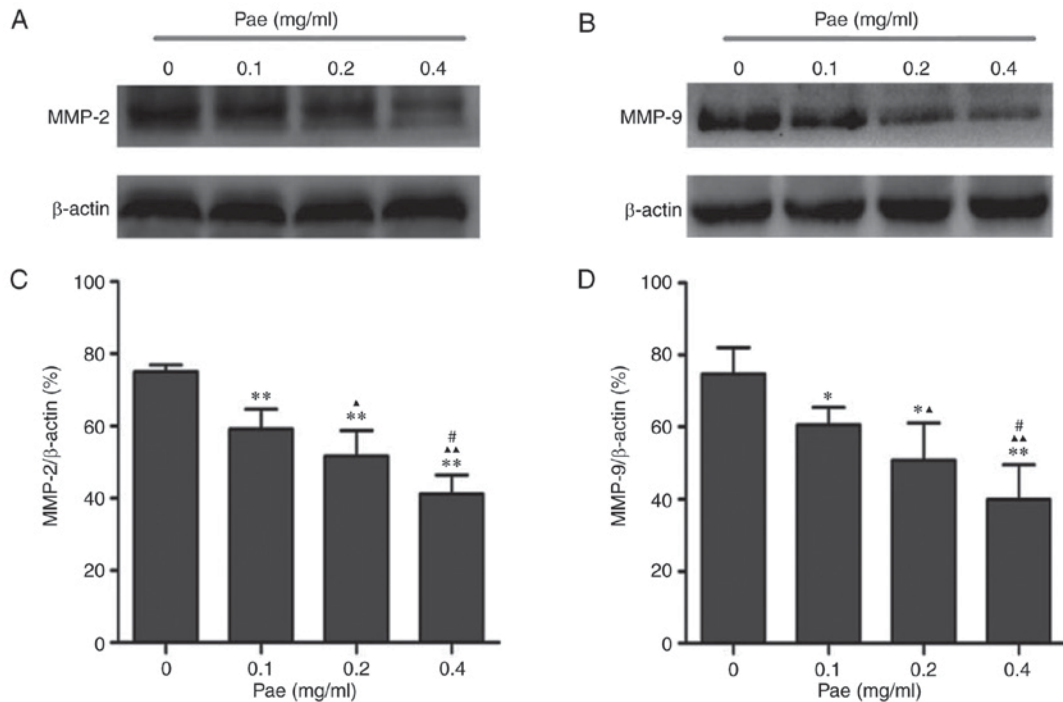 A
Pae (mg/ml)
0 0.1 0.2 0.4
MMP-2
β-actin
B
Pae (mg/ml)
0 0.1 0.2 0.4
MMP-9
β-actin
C
MMP-2/β-actin (%)
100
80
60
40
20
0
**
▲
**
#
▲▲
**
0 0.1 0.2 0.4
Pae (mg/ml)
D
MMP-9/β-actin (%)
100
80
60
40
20
0
*
*▲
#
▲▲
**
0 0.1 0.2 0.4
Pae (mg/ml)